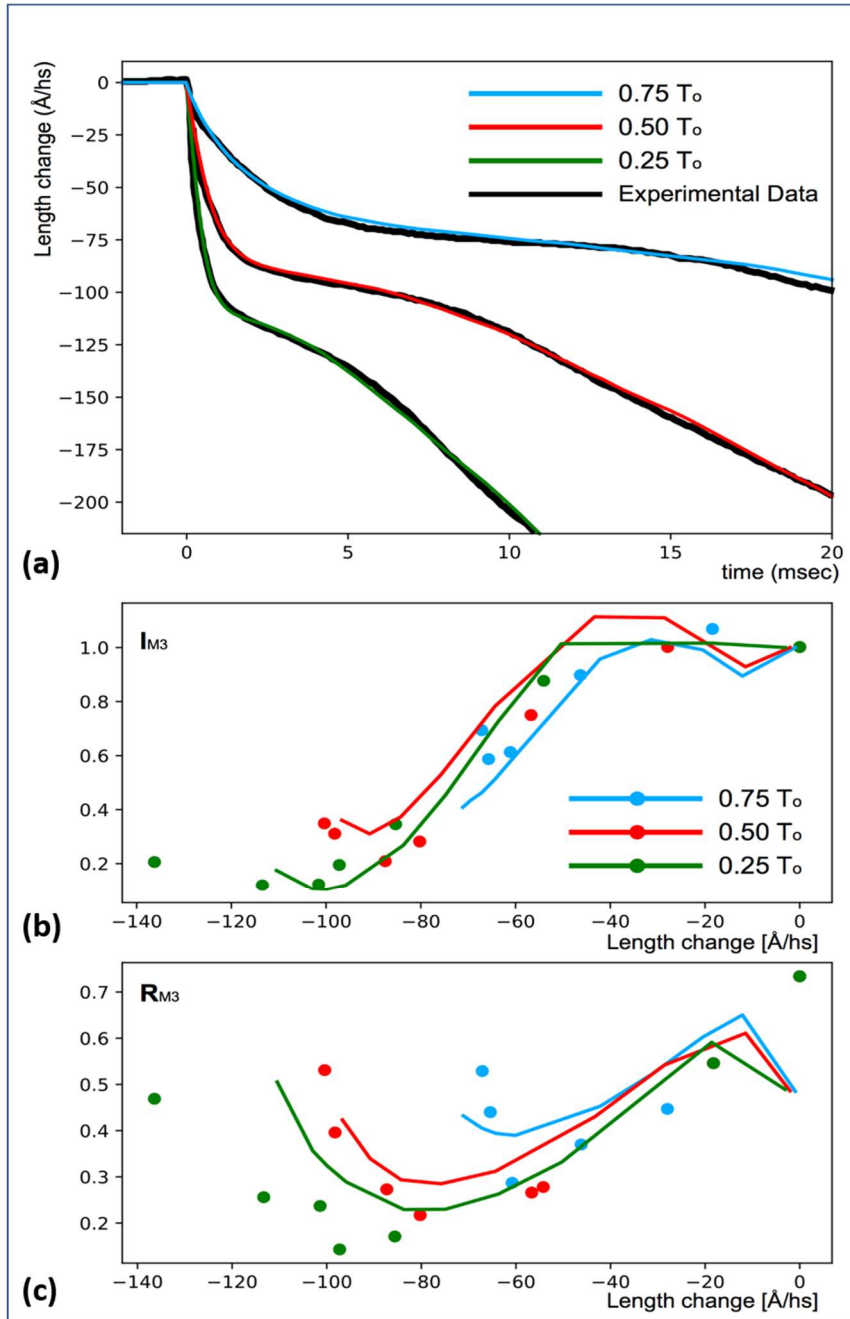 0
−25
−50
−75
−100
−125
−150
−175
−200
Length change (Å/hs)
0.75 Tₒ
0.50 Tₒ
0.25 Tₒ
Experimental Data
0 5 10 15 20
time (msec)
(a)
IM3
1.0
0.8
0.6
0.4
0.2
0.75 Tₒ
0.50 Tₒ
0.25 Tₒ
−140 −120 −100 −80 −60 −40 −20 0
Length change [Å/hs]
(b)
RM3
0.7
0.6
0.5
0.4
0.3
0.2
−140 −120 −100 −80 −60 −40 −20 0
Length change [Å/hs]
(c)